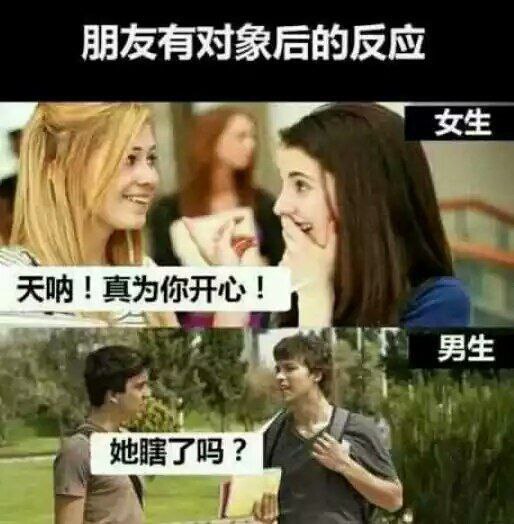 朋友有对象后的反应
女生
天呐！真为你开心！
男生
她瞎了吗？